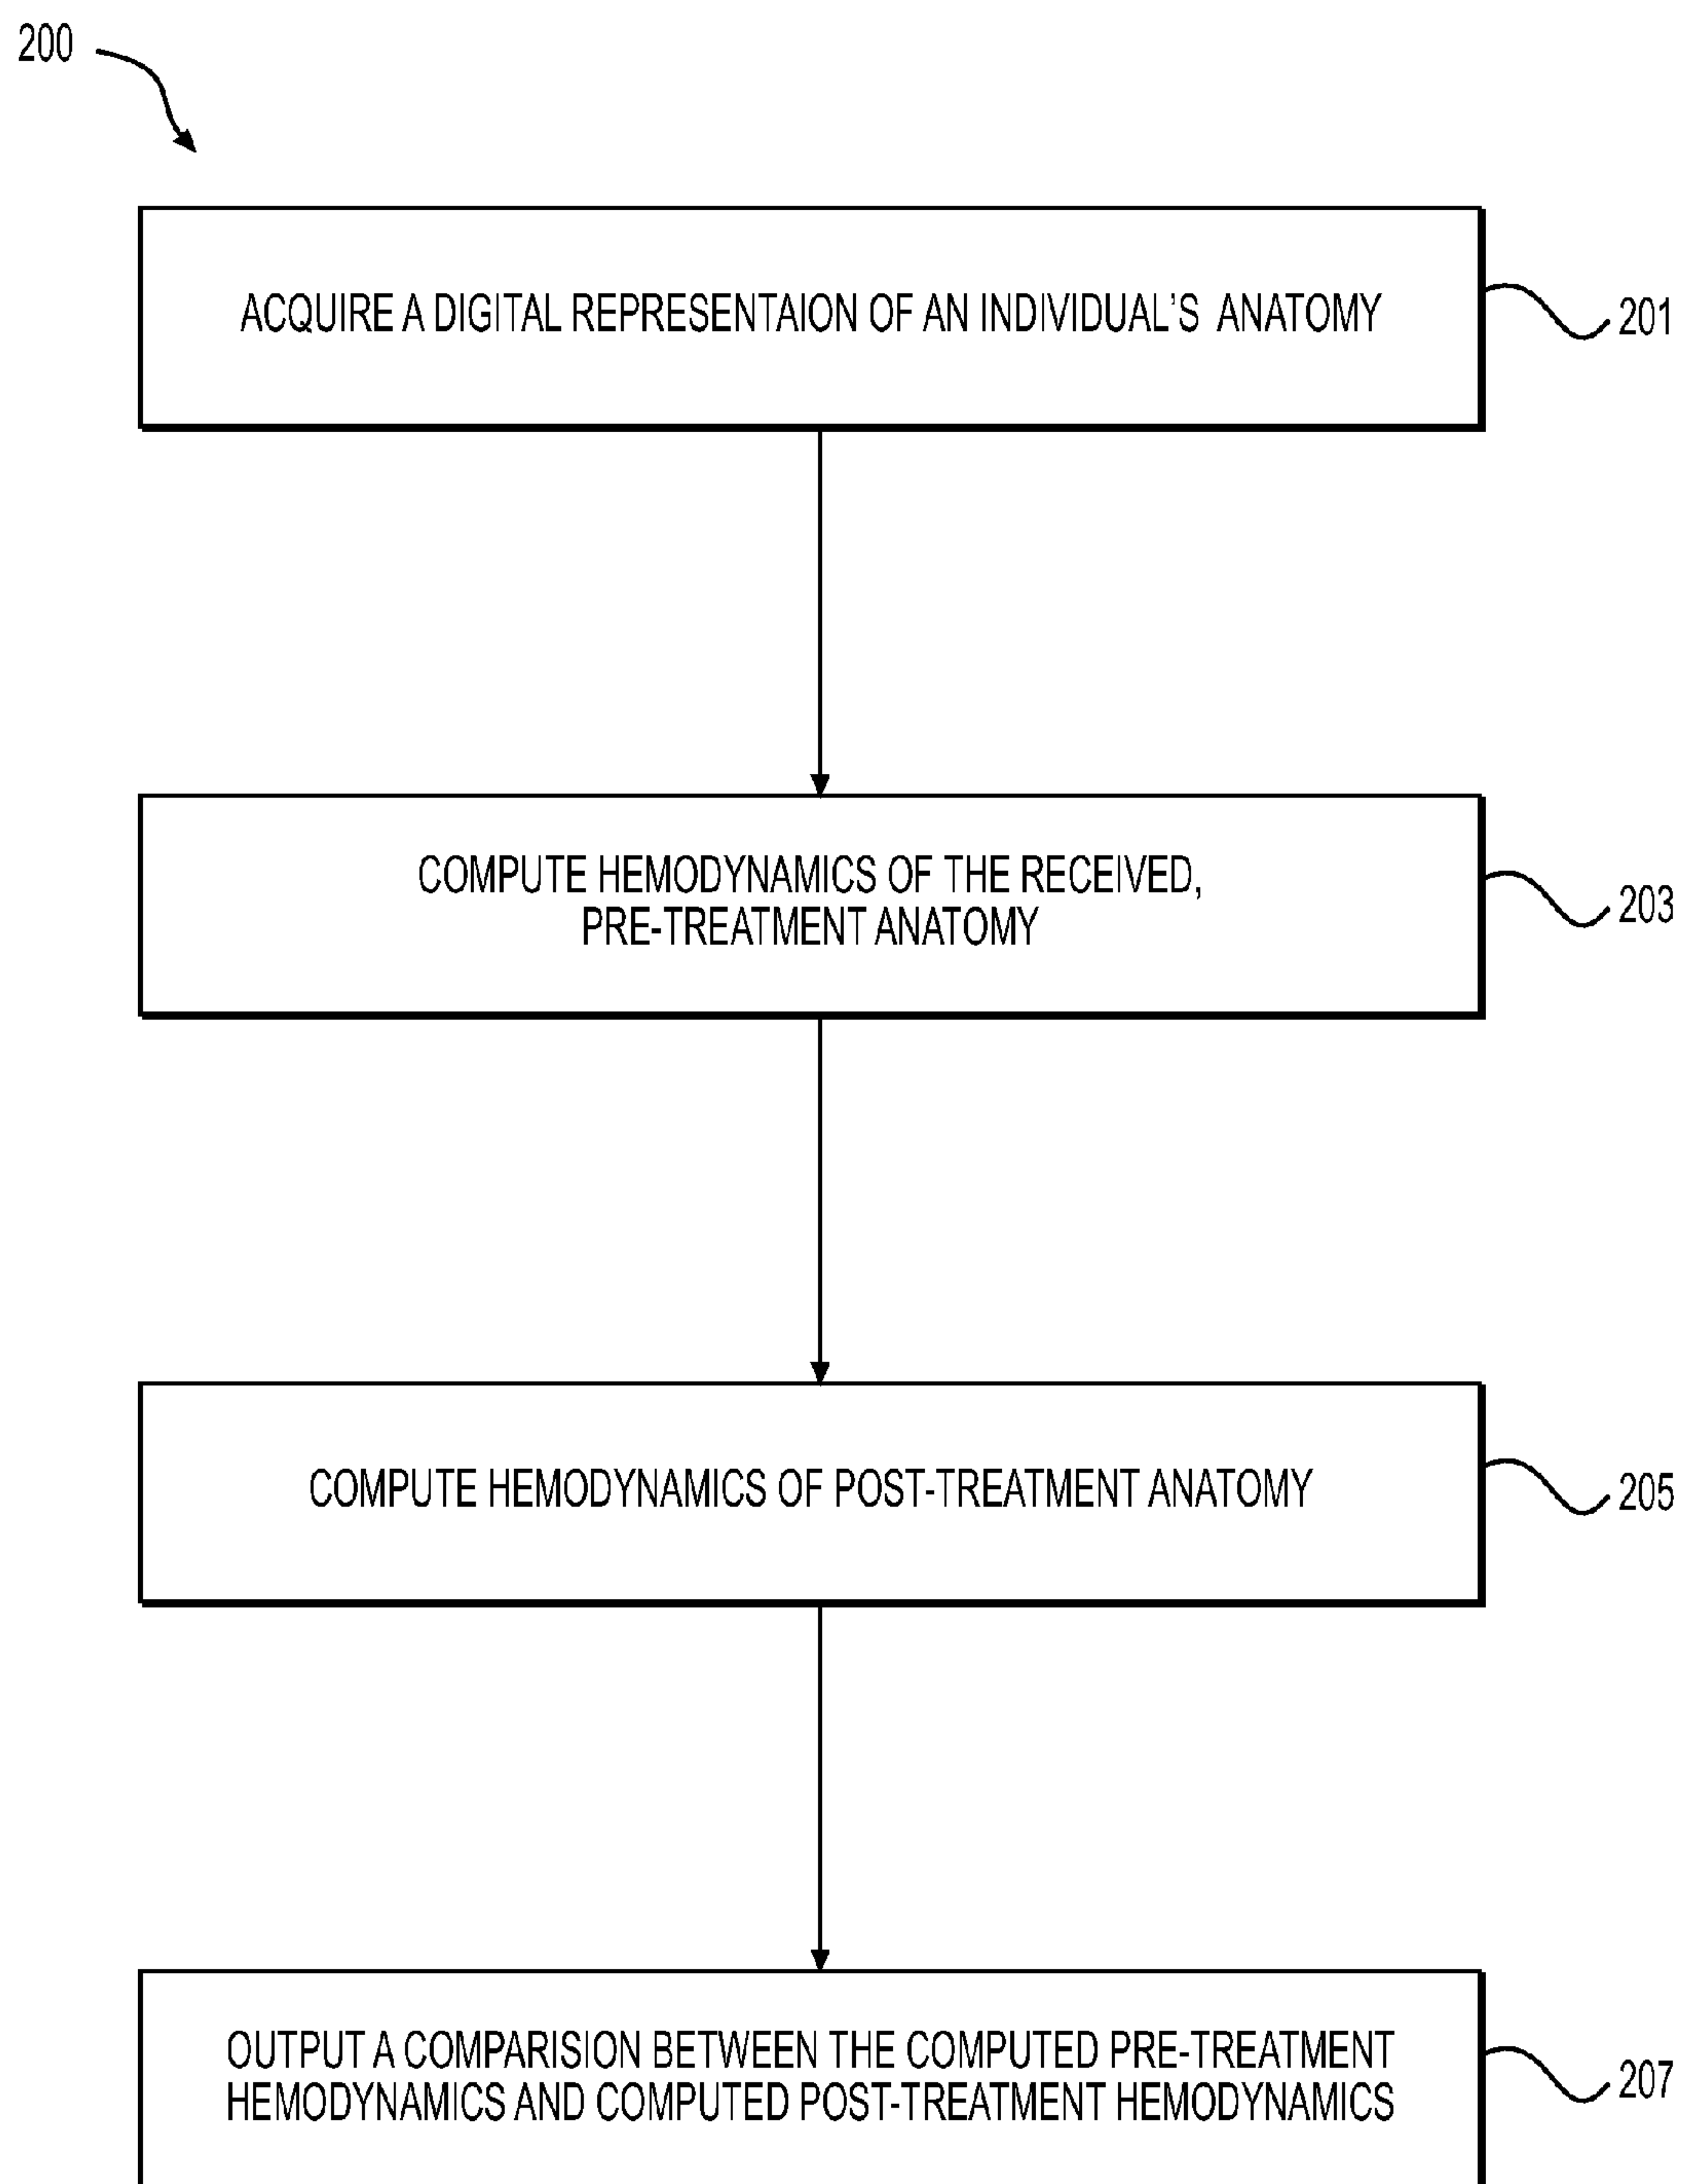 200
ACQUIRE A DIGITAL REPRESENTAION OF AN INDIVIDUAL'S ANATOMY
201
COMPUTE HEMODYNAMICS OF THE RECEIVED,
PRE-TREATMENT ANATOMY
203
COMPUTE HEMODYNAMICS OF POST-TREATMENT ANATOMY
205
OUTPUT A COMPARISION BETWEEN THE COMPUTED PRE-TREATMENT
HEMODYNAMICS AND COMPUTED POST-TREATMENT HEMODYNAMICS
207